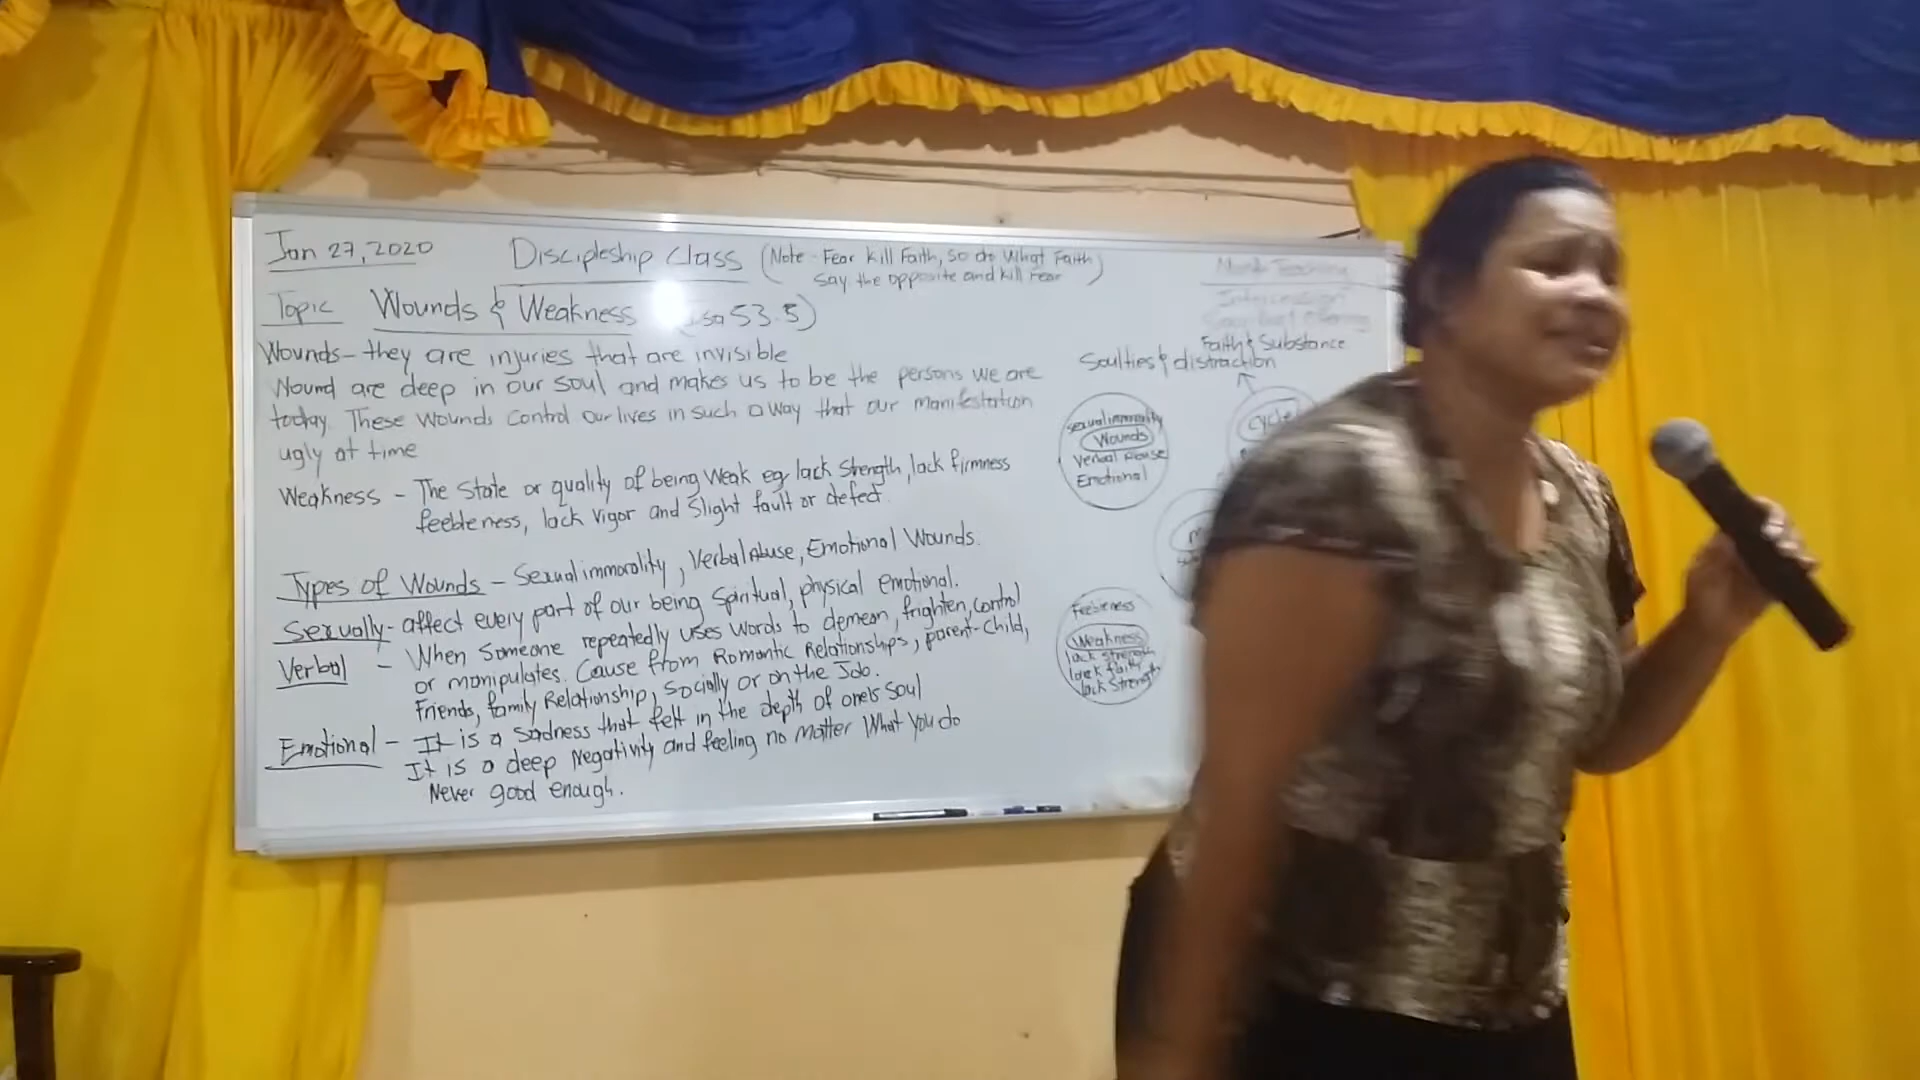 Jan 27, 2020
Discipleship Class
(Note - Fear Kill Faith, so do What Faith
Say the opposite and kill Fear)
Topic Wounds & Weakness
sa 53.5)
Wounds - they are injuries that are invisible
Wound are deep in our soul and makes us to be the persons we are
today. These Wounds Control our lives in such a way that our manifestation
ugly at time
Weakness - The State or quality of being Weak eg. lack Strength, lack firmness
feebleness, lack vigor and Slight fault or defect.
Types of Wounds - Sexual immorality, Verbal Abuse, Emotional Wounds.
Sexually - affect every part of our being Spiritual, physical emotional.
Verbal - When Someone repeatedly uses Words to demean, frighten, control
or manipulates. Cause from Romantic Relationships, parent-child,
Friends, family Relationship, Socially or on the Job.
Emotional - It is a Sadness that felt in the depth of one's soul
It is a deep Negativity and feeling no matter What you do
Never good enough.
Faith & Substance
Soulties & distraction
cycle
Sexual immorality
Wounds
Verbal Abuse
Emotional
Feebleness
Weakness
lack strength
lack faith
lack Strength